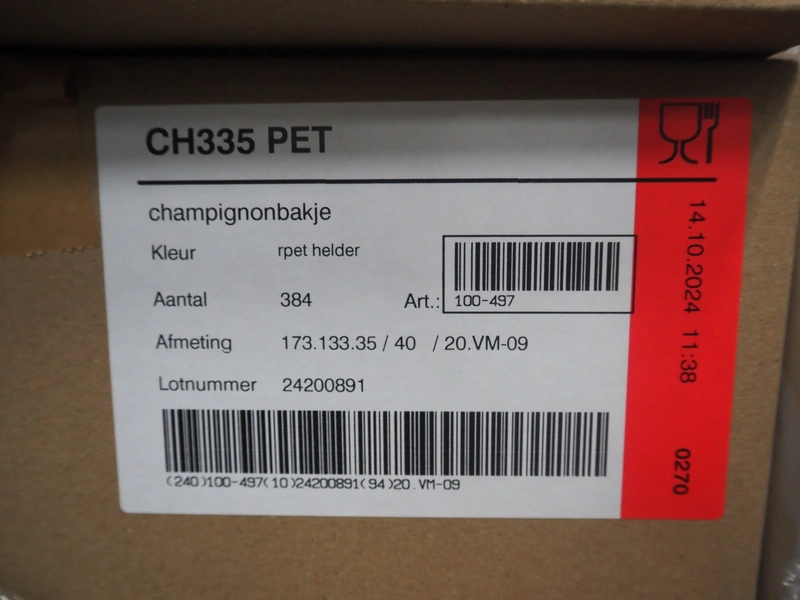 CH335 PET
champignonbakje
Kleur rpet helder
Aantal 384 Art.: 100-497
Afmeting 173.133.35 / 40 / 20.VM-09
Lotnummer 24200891
(240)100-497(10)24200891(94)20.VM-09
14.10.2024 11:38 0270